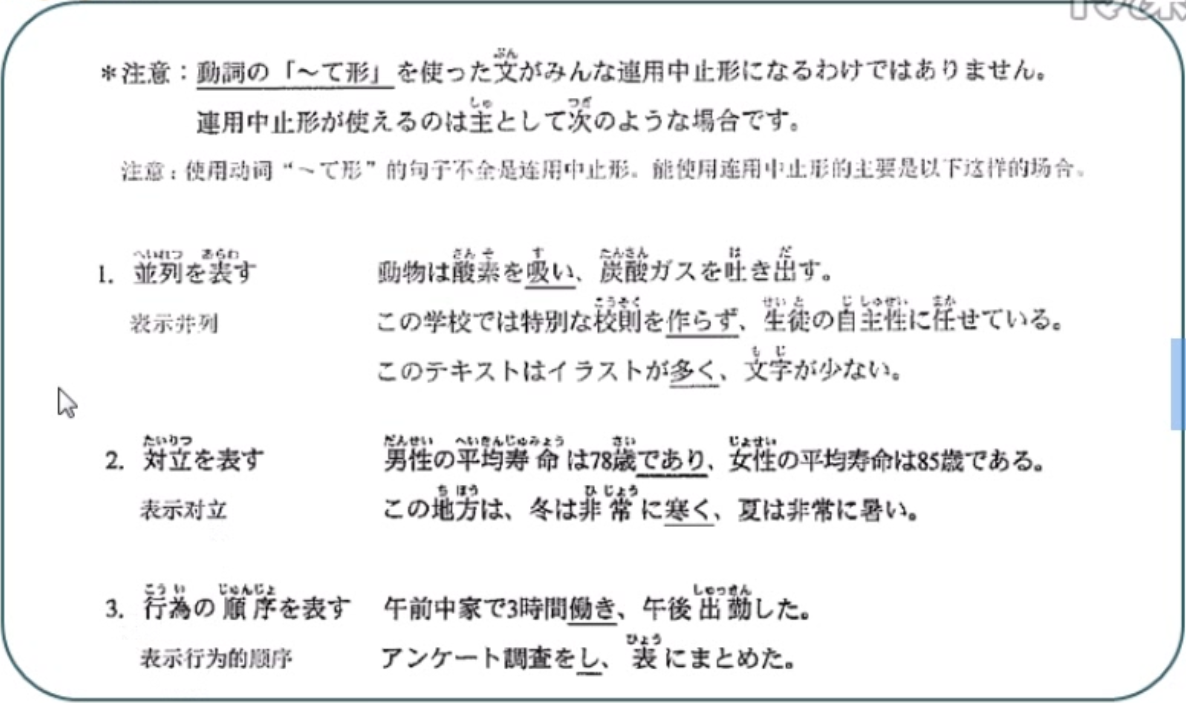 *注意：動詞の「～て形」を使った文がみんな連用中止形になるわけではありません。
連用中止形が使えるのは主として次のような場合です。
注意：使用动词“～て形”的句子不全是连用中止形。能使用连用中止形的主要是以下这样的场合。
1. 並列を表す 動物は酸素を吸い、炭酸ガスを吐き出す。
表示并列 この学校では特別な校則を作らず、生徒の自主性に任せている。
このテキストはイラストが多く、文字が少ない。
2. 対立を表す 男性の平均寿命は78歳であり、女性の平均寿命は85歳である。
表示对立 この地方は、冬は非常に寒く、夏は非常に暑い。
3. 行為の順序を表す 午前中家で3時間働き、午後出勤した。
表示行为的顺序 アンケート調査をし、表にまとめた。